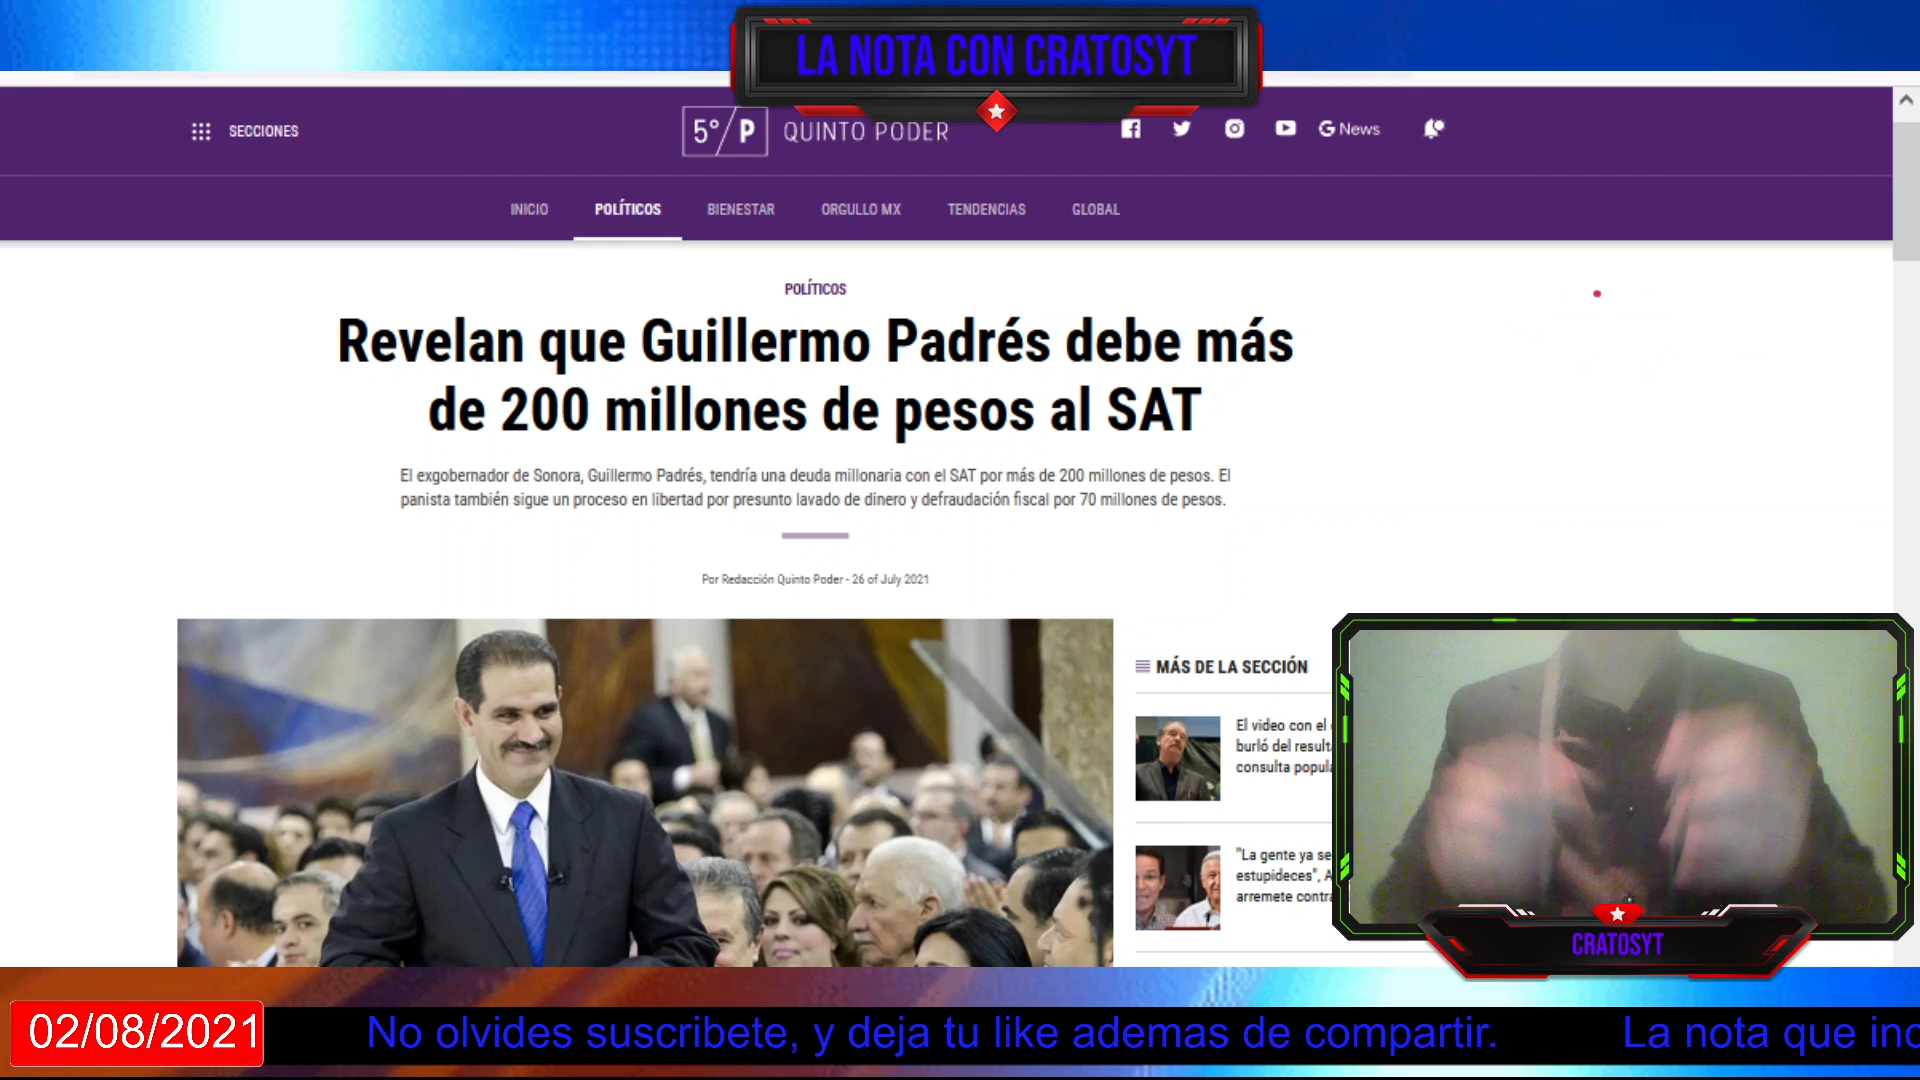 LA NOTA CON CRATOSYT
SECCIONES
5°/P QUINTO PODER
G News
INICIO POLÍTICOS BIENESTAR ORGULLO MX TENDENCIAS GLOBAL
POLÍTICOS
Revelan que Guillermo Padrés debe más
de 200 millones de pesos al SAT
El exgobernador de Sonora, Guillermo Padrés, tendría una deuda millonaria con el SAT por más de 200 millones de pesos. El
panista también sigue un proceso en libertad por presunto lavado de dinero y defraudación fiscal por 70 millones de pesos.
Por Redacción Quinto Poder - 26 of July 2021
MÁS DE LA SECCIÓN
El video con el
burló del result
consulta popula
"La gente ya se
estupideces", A
arremete contra
CRATOSYT
02/08/2021
No olvides suscribete, y deja tu like ademas de compartir. La nota que inc